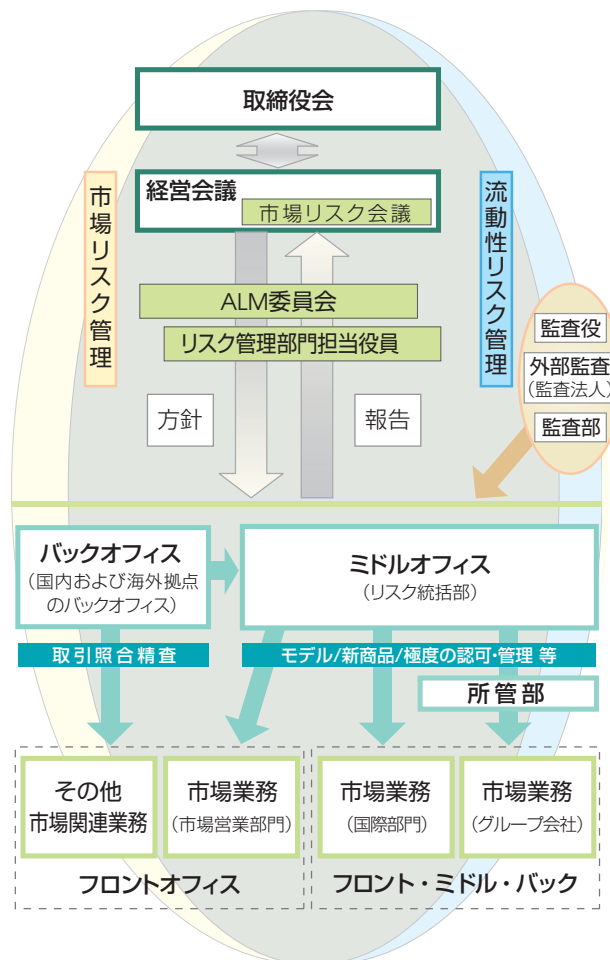 取締役会
経営会議
市場リスク会議
市場リスク管理
流動性リスク管理
ALM委員会
リスク管理部門担当役員
監査役
外部監査
(監査法人)
監査部
方針
報告
バックオフィス
(国内および海外拠点
のバックオフィス)
ミドルオフィス
(リスク統括部)
取引照合精査
モデル/新商品/極度の認可・管理 等
所管部
その他
市場関連業務
市場業務
(市場営業部門)
市場業務
(国際部門)
市場業務
(グループ会社)
フロントオフィス
フロント・ミドル・バック